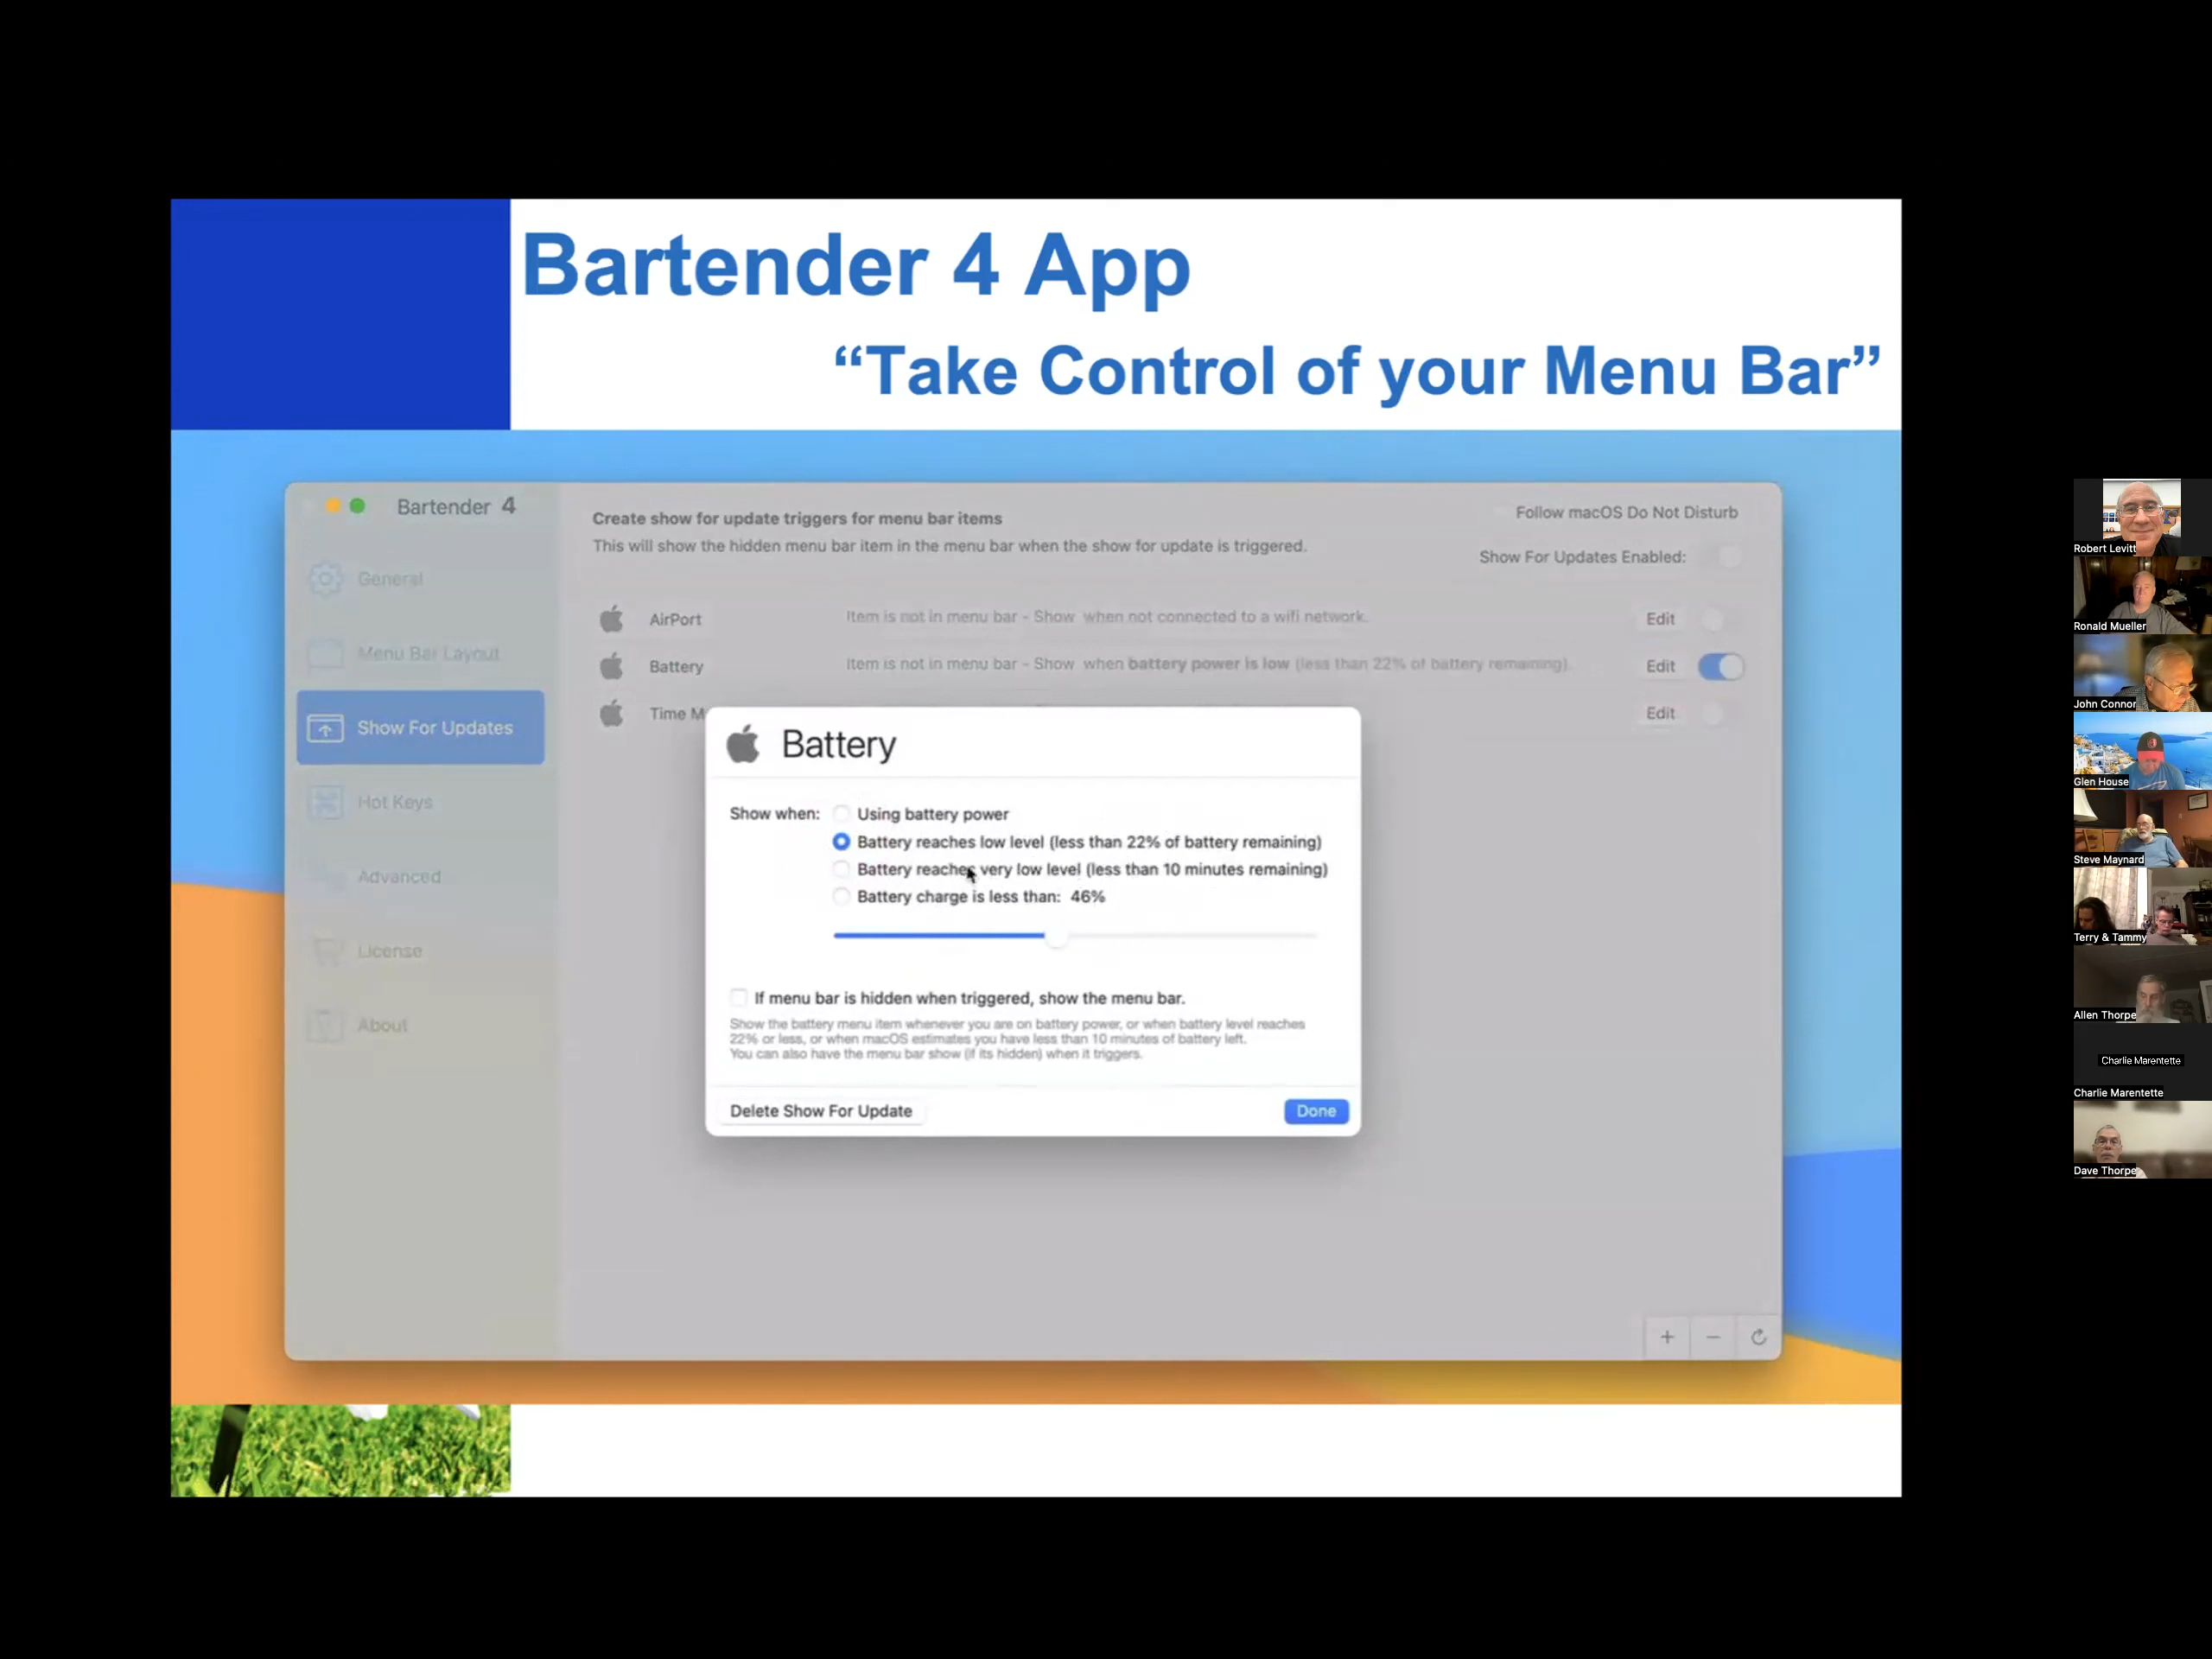 Bartender 4 App
“Take Control of your Menu Bar”
Bartender 4
General
Menu Bar Layout
Show For Updates
Hot Keys
Advanced
License
About
Create show for update triggers for menu bar items
This will show the hidden menu bar item in the menu bar when the show for update is triggered.
Follow macOS Do Not Disturb
Show For Updates Enabled:
AirPort Item is not in menu bar - Show when not connected to a wifi network. Edit
Battery Item is not in menu bar - Show when battery power is low (less than 22% of battery remaining). Edit
Time M Edit
Battery
Show when: Using battery power
Battery reaches low level (less than 22% of battery remaining)
Battery reaches very low level (less than 10 minutes remaining)
Battery charge is less than: 46%
If menu bar is hidden when triggered, show the menu bar.
Show the battery menu item whenever you are on battery power, or when battery level reaches
22% or less, or when macOS estimates you have less than 10 minutes of battery left.
You can also have the menu bar show (if its hidden) when it triggers.
Delete Show For Update Done
Robert Levitt
Ronald Mueller
John Connor
Glen House
Steve Maynard
Terry & Tammy
Allen Thorpe
Charlie Marentette
Charlie Marentette
Dave Thorpe